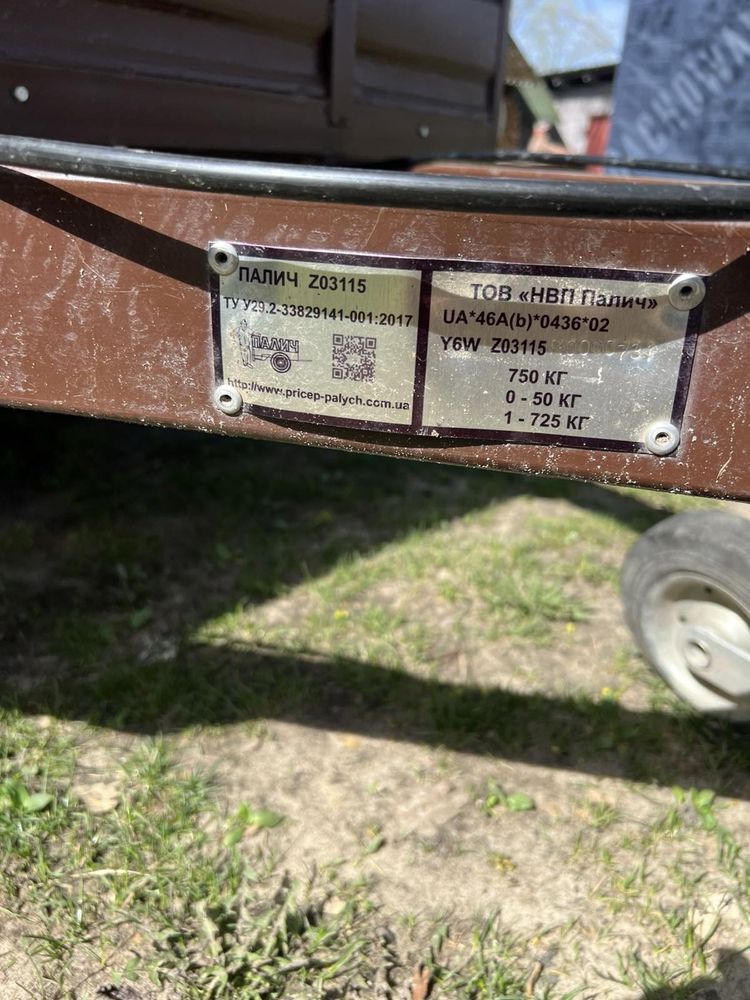 ПАЛИЧ Z03115
ТУ У29.2-33829141-001:2017
ПАЛИЧ
http://www.pricep-palych.com.ua
ТОВ «НВП Палич»
UA*46A(b)*0436*02
Y6W Z03115
750 КГ
0 - 50 КГ
1 - 725 КГ